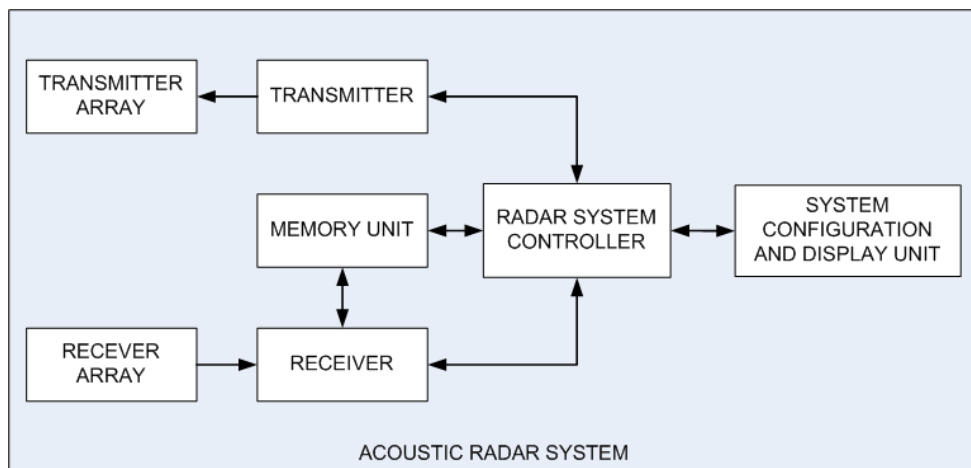 TRANSMITTER
ARRAY
TRANSMITTER
MEMORY UNIT
RADAR SYSTEM
CONTROLLER
SYSTEM
CONFIGURATION
AND DISPLAY UNIT
RECEVER
ARRAY
RECEIVER
ACOUSTIC RADAR SYSTEM